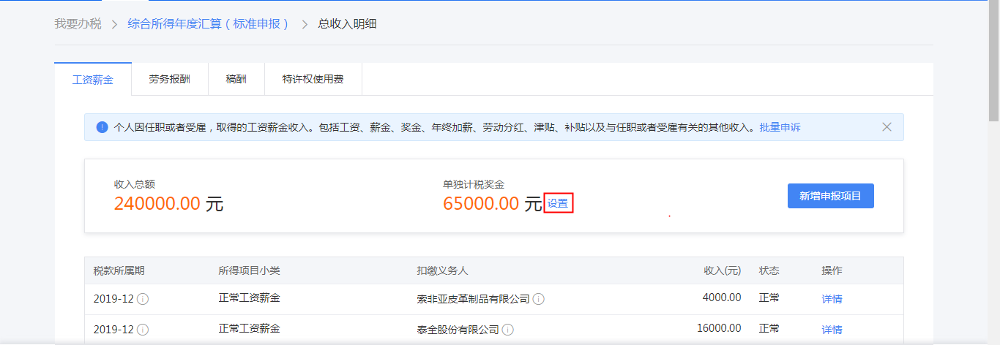 我要办税 > 综合所得年度汇算（标准申报） > 总收入明细
工资薪金 劳务报酬 稿酬 特许权使用费
个人因任职或者受雇，取得的工资薪金收入。包括工资、薪金、奖金、年终加薪、劳动分红、津贴、补贴以及与任职或者受雇有关的其他收入。批量申诉
收入总额 单独计税奖金
240000.00 元 65000.00 元 设置 新增申报项目
税款所属期 所得项目小类 扣缴义务人 收入(元) 状态 操作
2019-12 正常工资薪金 索非亚皮革制品有限公司 4000.00 正常 详情
2019-12 正常工资薪金 泰全股份有限公司 16000.00 正常 详情